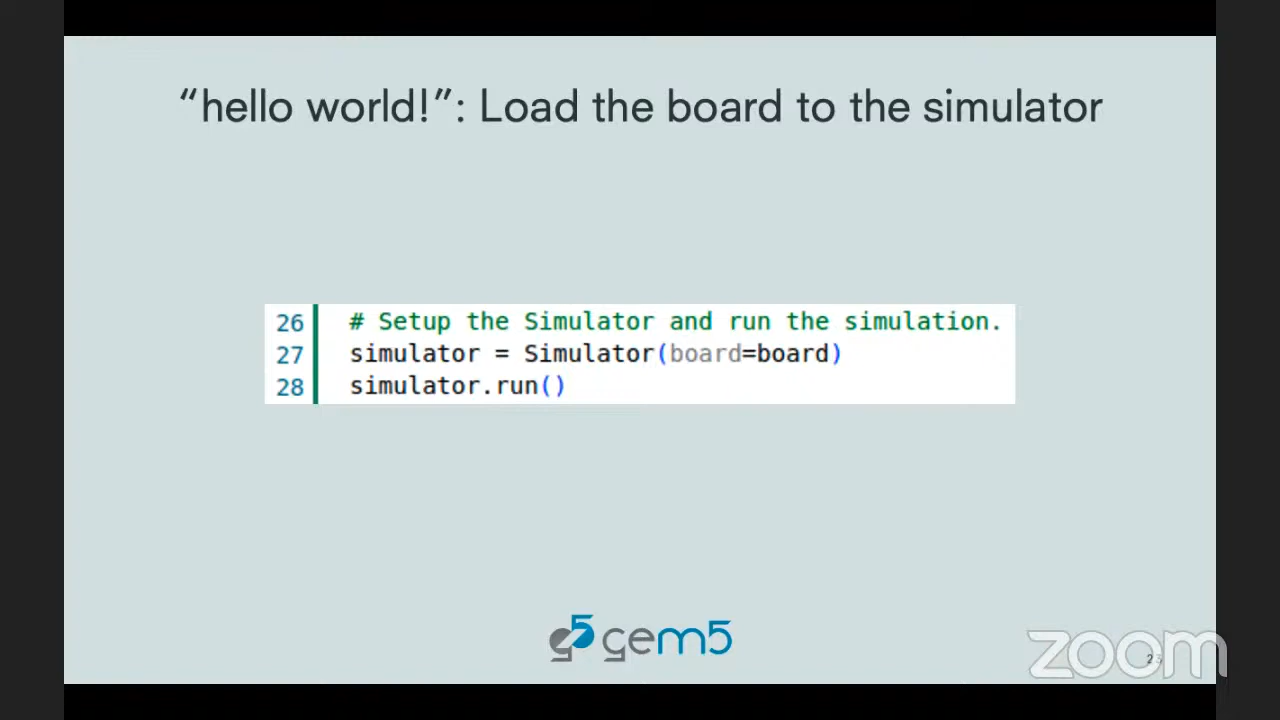 “hello world!”: Load the board to the simulator
26 # Setup the Simulator and run the simulation.
27 simulator = Simulator(board=board)
28 simulator.run()
gem5
zoom